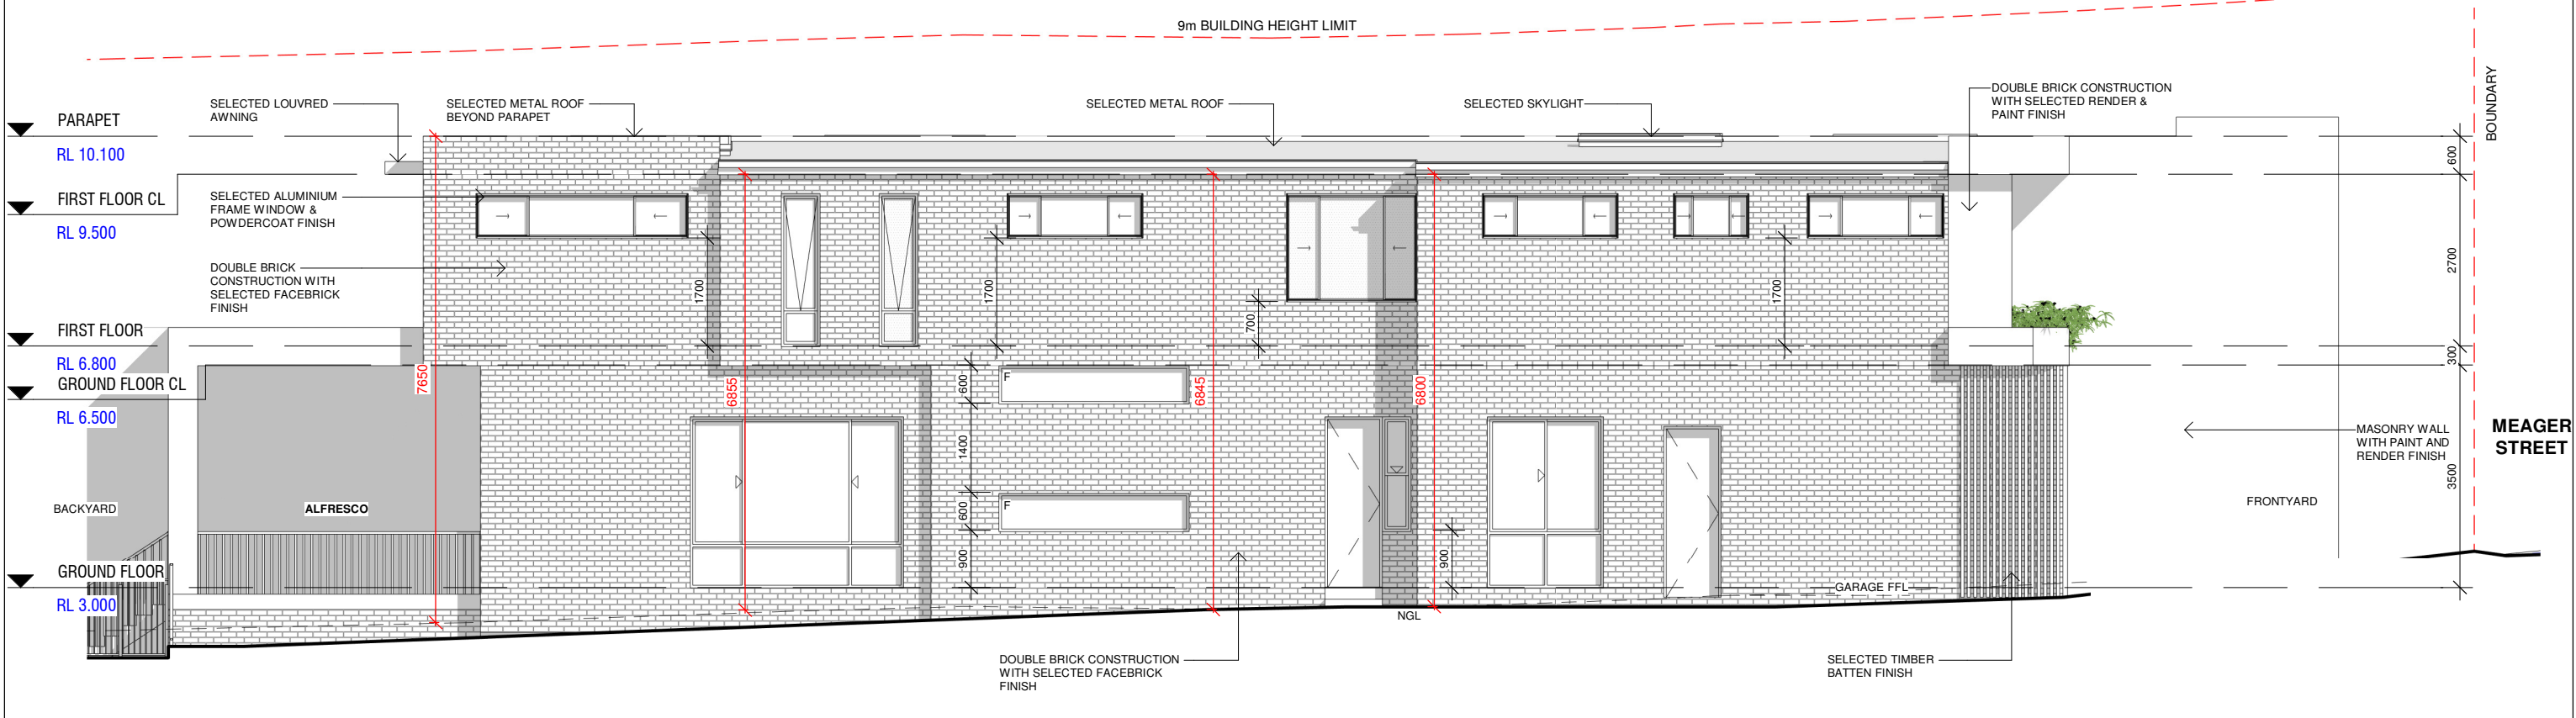 9m BUILDING HEIGHT LIMIT
BOUNDARY
PARAPET
RL 10.100
FIRST FLOOR CL
RL 9.500
FIRST FLOOR
RL 6.800
GROUND FLOOR CL
RL 6.500
GROUND FLOOR
RL 3.000
SELECTED LOUVRED
AWNING
SELECTED METAL ROOF
BEYOND PARAPET
SELECTED METAL ROOF
SELECTED SKYLIGHT
DOUBLE BRICK CONSTRUCTION
WITH SELECTED RENDER &
PAINT FINISH
SELECTED ALUMINIUM
FRAME WINDOW &
POWDERCOAT FINISH
DOUBLE BRICK
CONSTRUCTION WITH
SELECTED FACEBRICK
FINISH
7650
1700
6855
1700
600
1400
600
900
F
F
6845
700
6800
900
1700
600
2700
300
3500
MASONRY WALL
WITH PAINT AND
RENDER FINISH
MEAGER
STREET
BACKYARD
ALFRESCO
FRONTYARD
GARAGE FFL
NGL
DOUBLE BRICK CONSTRUCTION
WITH SELECTED FACEBRICK
FINISH
SELECTED TIMBER
BATTEN FINISH